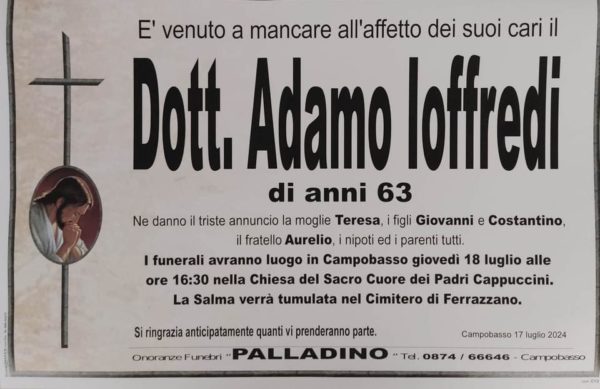 E' venuto a mancare all'affetto dei suoi cari il
Dott. Adamo Ioffredi
di anni 63
Ne danno il triste annuncio la moglie Teresa, i figli Giovanni e Costantino,
il fratello Aurelio, i nipoti ed i parenti tutti.
I funerali avranno luogo in Campobasso giovedì 18 luglio alle
ore 16:30 nella Chiesa del Sacro Cuore dei Padri Cappuccini.
La Salma verrà tumulata nel Cimitero di Ferrazzano.
Si ringrazia anticipatamente quanti vi prenderanno parte.
Campobasso 17 luglio 2024
Onoranze Funebri "PALLADINO" Tel. 0874 / 66646 - Campobasso